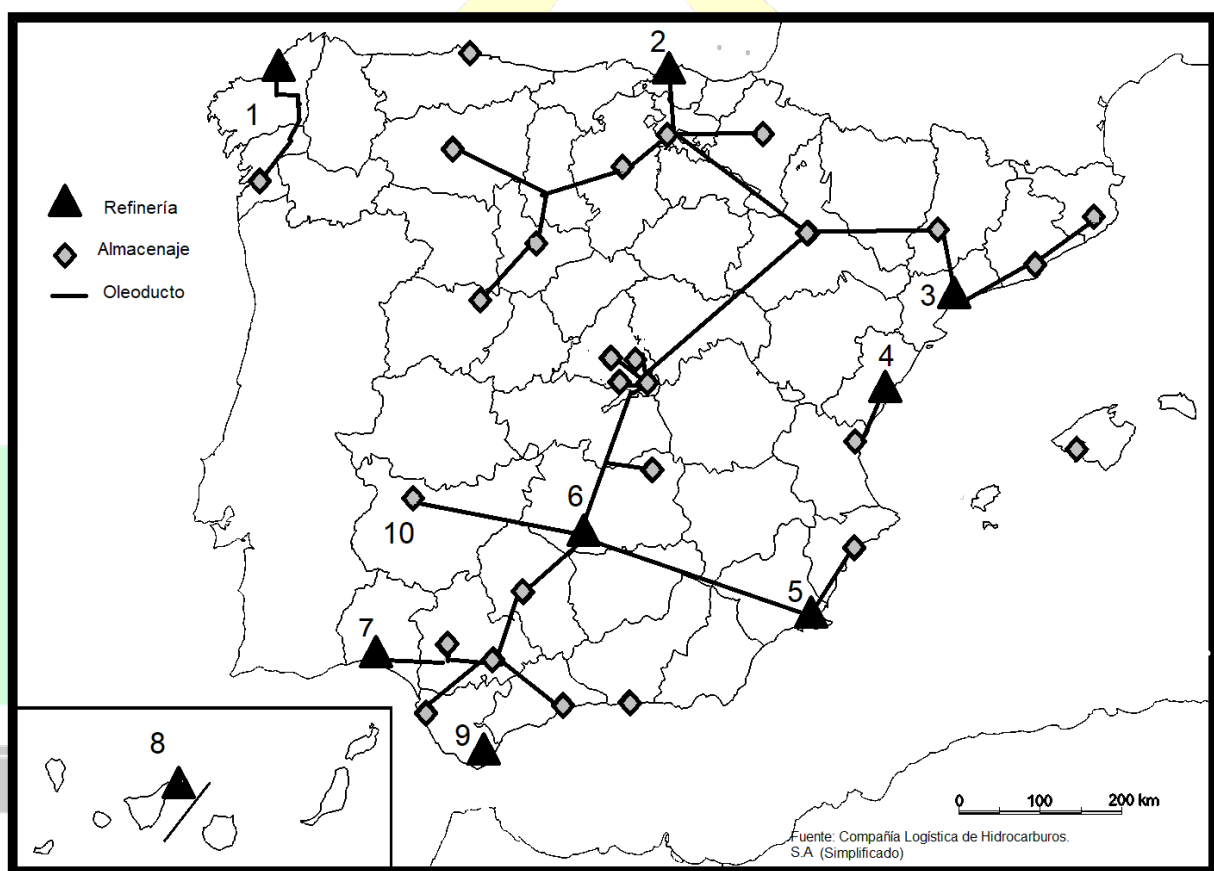 2
1
Refinería
Almacenaje
Oleoducto
3
4
6
10
5
7
9
8
0 100 200 km
Fuente: Compañía Logística de Hidrocarburos.
S.A (Simplificado)